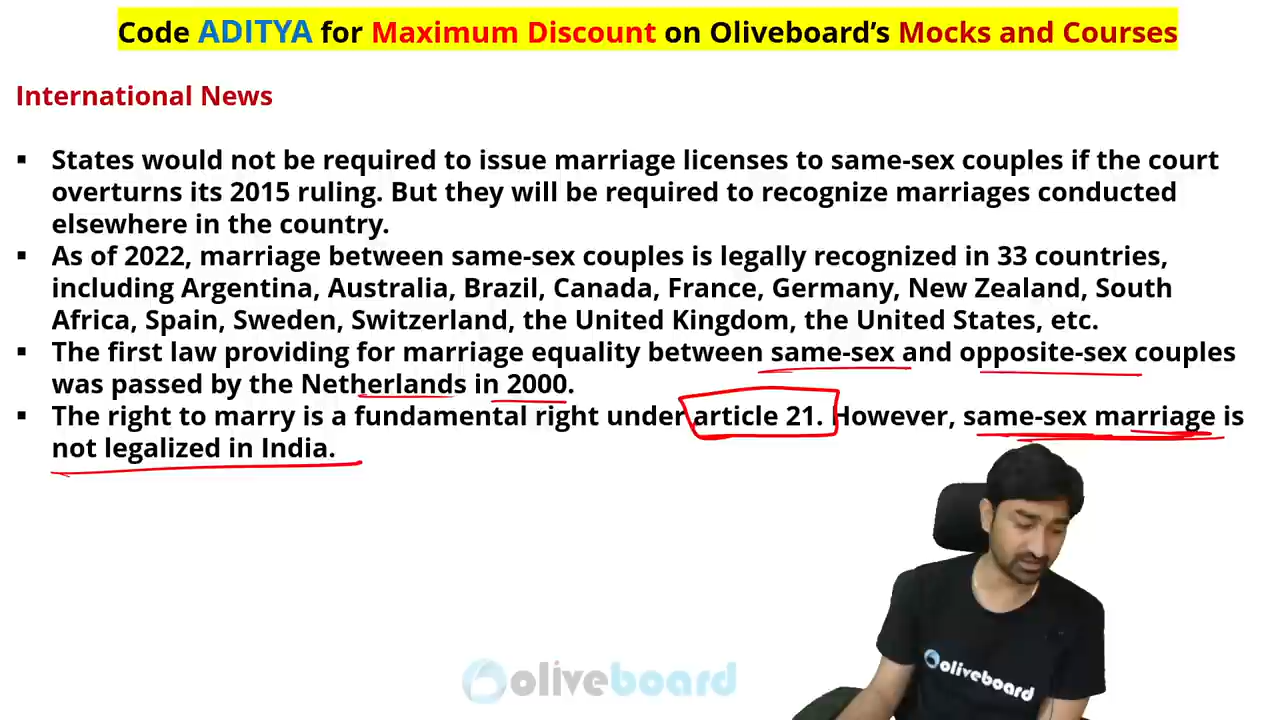 Code ADITYA for Maximum Discount on Oliveboard's Mocks and Courses
International News
▪ States would not be required to issue marriage licenses to same-sex couples if the court
overturns its 2015 ruling. But they will be required to recognize marriages conducted
elsewhere in the country.
▪ As of 2022, marriage between same-sex couples is legally recognized in 33 countries,
including Argentina, Australia, Brazil, Canada, France, Germany, New Zealand, South
Africa, Spain, Sweden, Switzerland, the United Kingdom, the United States, etc.
▪ The first law providing for marriage equality between same-sex and opposite-sex couples
was passed by the Netherlands in 2000.
▪ The right to marry is a fundamental right under article 21. However, same-sex marriage is
not legalized in India.
oliveboard
oliveboard